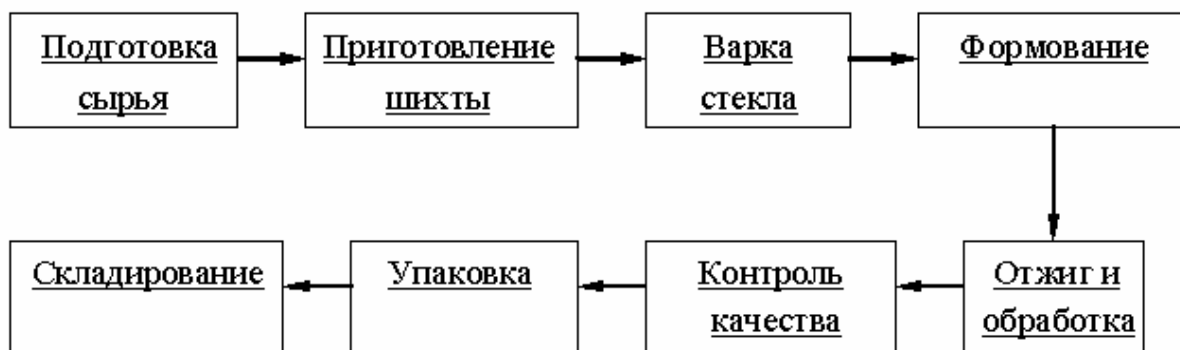 Подготовка
сырья
Приготовление
шихты
Варка
стекла
Формование
Отжиг и
обработка
Контроль
качества
Упаковка
Складирование